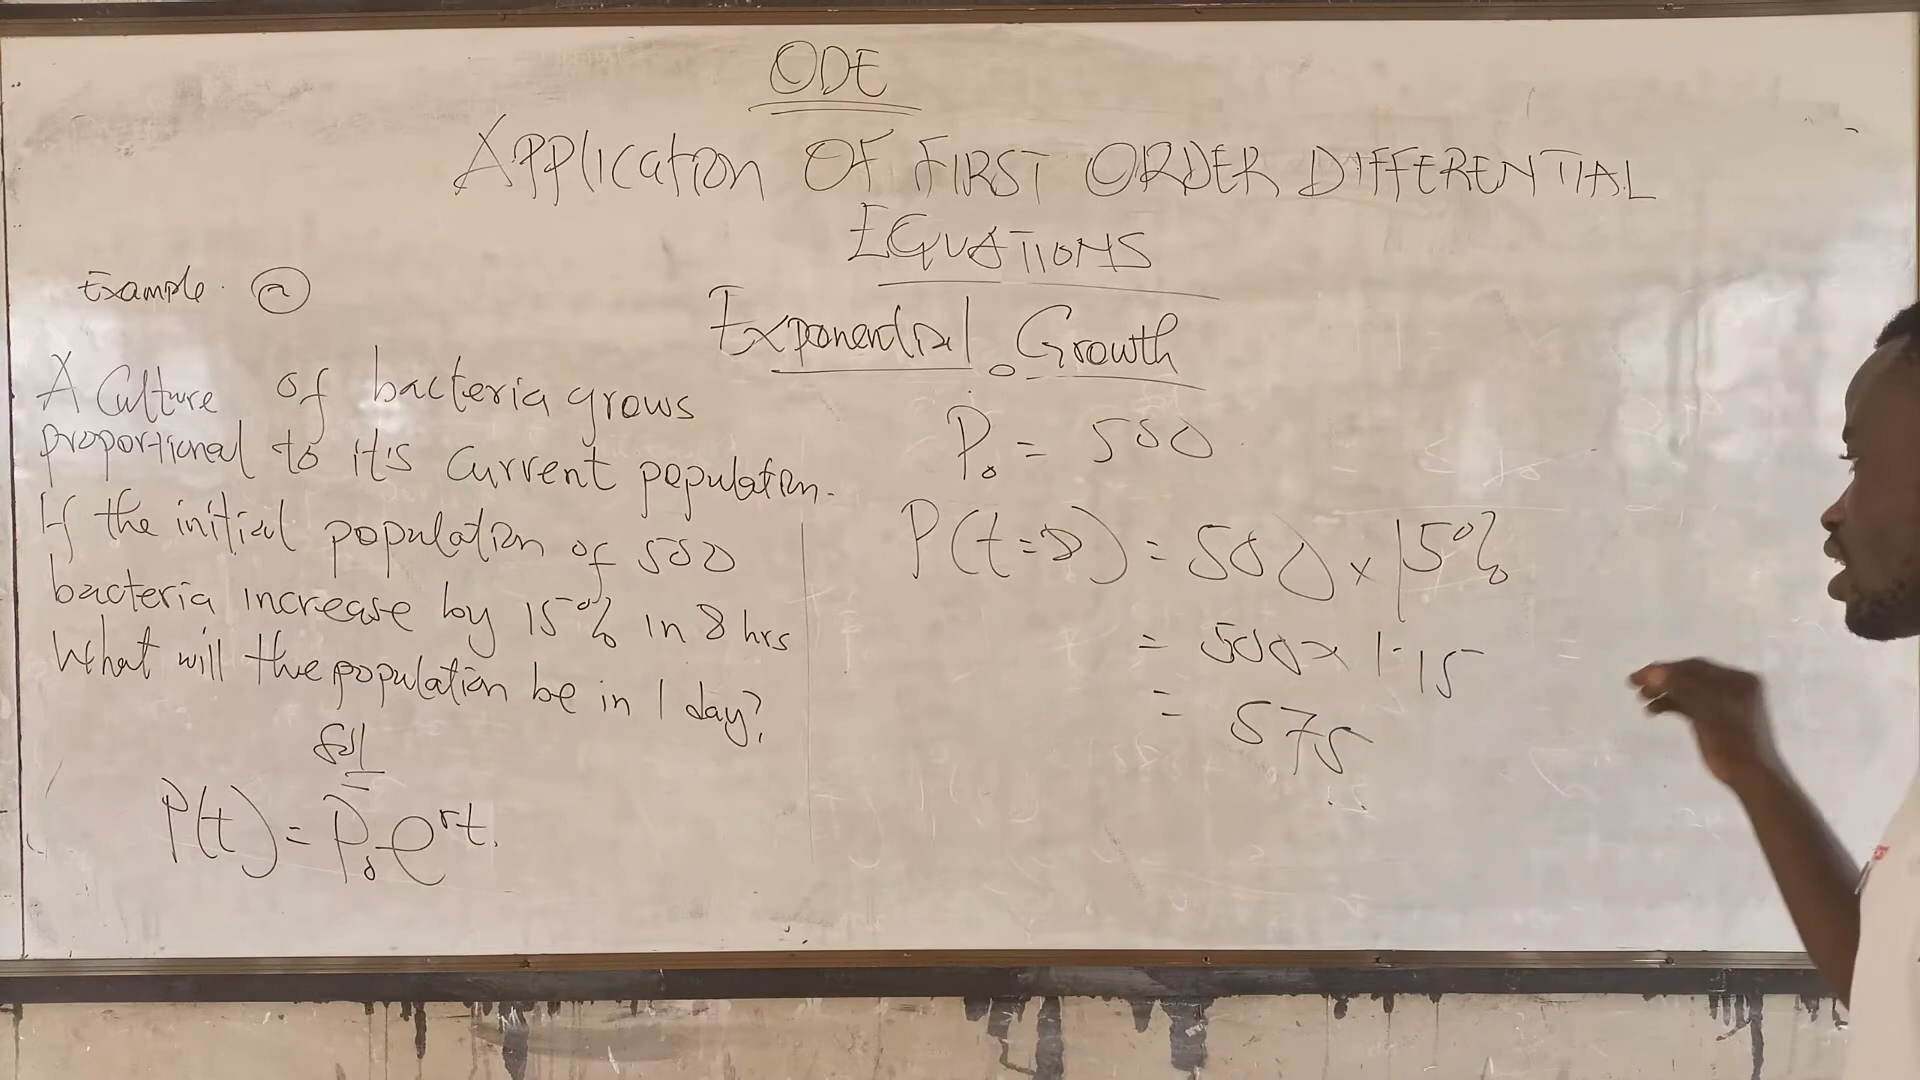 ODE
APPlication OF FIRST ORDER DIFFERENTIAL
EQUATIONS
Exponential Growth
Example (a)
A Culture of bacteria grows
proportional to it's current population.
If the initial population of 500
bacteria increase by 15% in 8 hrs
What will the population be in 1 day?
Sol
P(t) = P₀e^rt.
P₀ = 500
P(t=8) = 500 × 15%
= 500 × 1.15
= 575